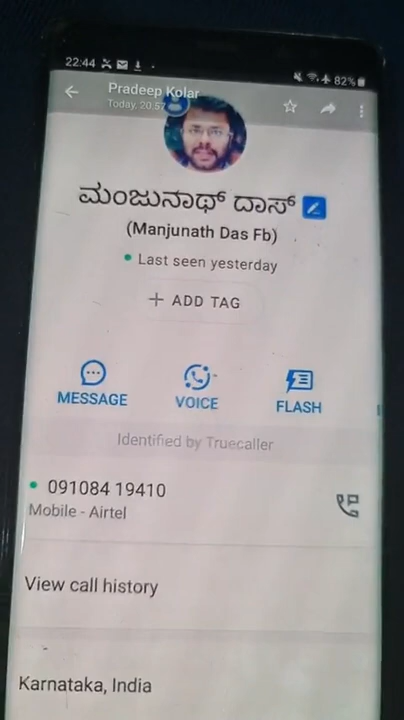 22:44
82%
Pradeep Kolar
Today, 20:57
ಮಂಜುನಾಥ್ ದಾಸ್
(Manjunath Das Fb)
Last seen yesterday
+ ADD TAG
MESSAGE
VOICE
FLASH
Identified by Truecaller
091084 19410
Mobile - Airtel
View call history
Karnataka, India